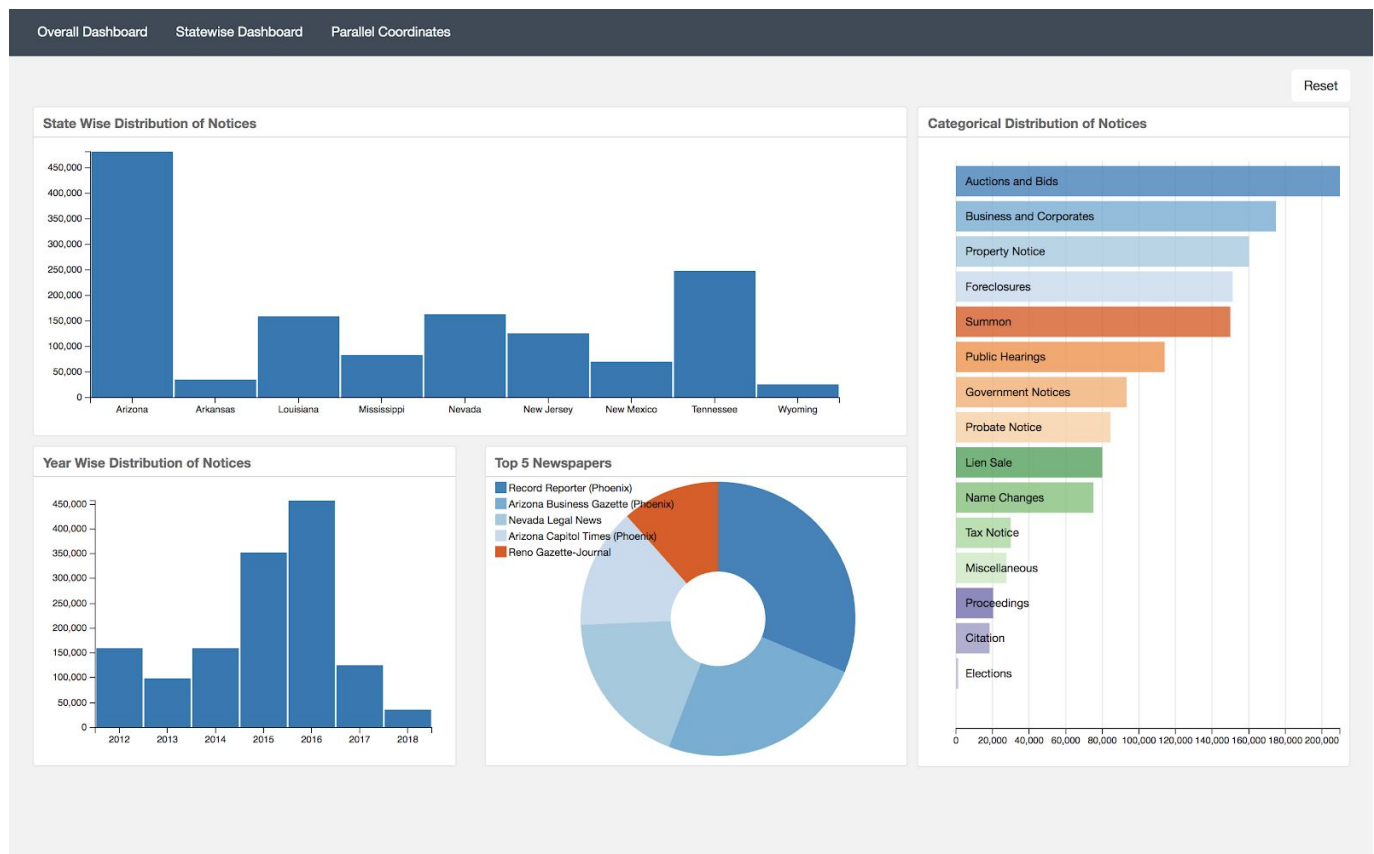 Overall Dashboard Statewise Dashboard Parallel Coordinates
Reset
State Wise Distribution of Notices
450,000
400,000
350,000
300,000
250,000
200,000
150,000
100,000
50,000
0
Arizona Arkansas Louisiana Mississippi Nevada New Jersey New Mexico Tennessee Wyoming
Year Wise Distribution of Notices
450,000
400,000
350,000
300,000
250,000
200,000
150,000
100,000
50,000
0
2012 2013 2014 2015 2016 2017 2018
Top 5 Newspapers
Record Reporter (Phoenix)
Arizona Business Gazette (Phoenix)
Nevada Legal News
Arizona Capitol Times (Phoenix)
Reno Gazette-Journal
Categorical Distribution of Notices
Auctions and Bids
Business and Corporates
Property Notice
Foreclosures
Summon
Public Hearings
Government Notices
Probate Notice
Lien Sale
Name Changes
Tax Notice
Miscellaneous
Proceedings
Citation
Elections
0 20,000 40,000 60,000 80,000 100,000 120,000 140,000 160,000 180,000 200,000